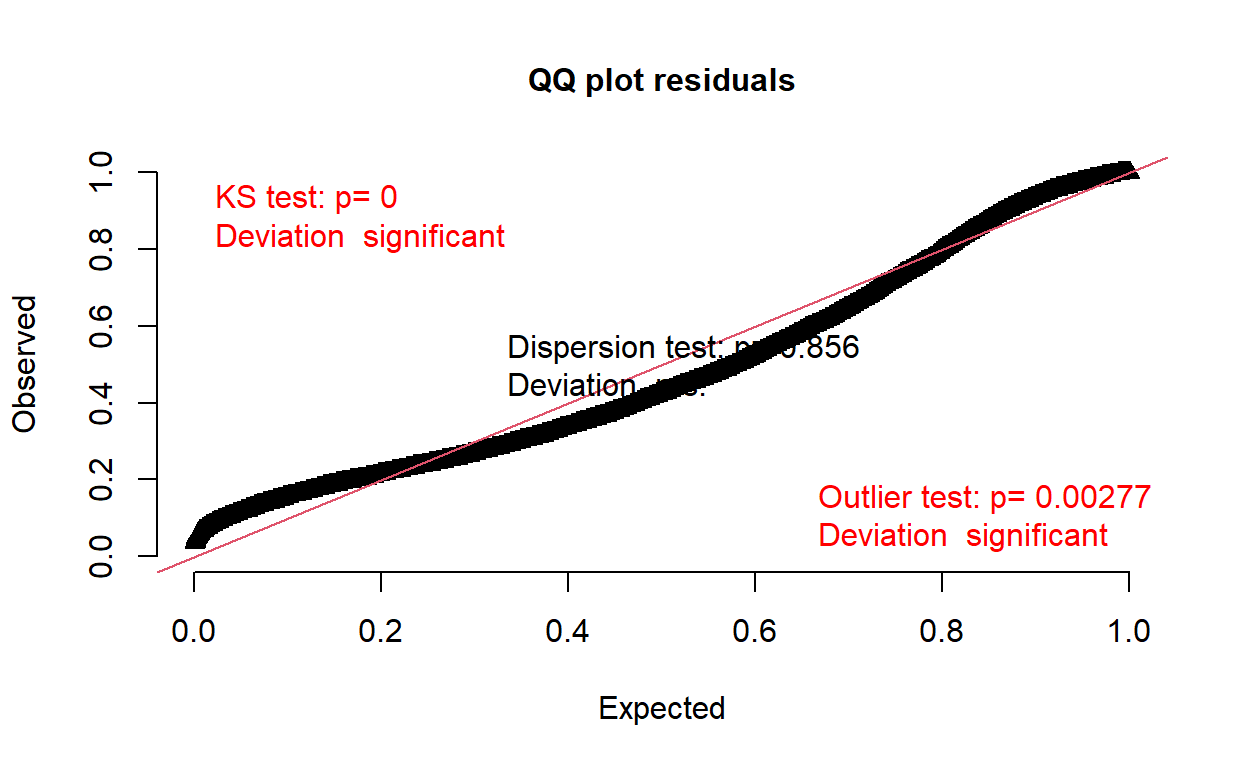 QQ plot residuals
KS test: p= 0
Deviation  significant
Dispersion test: 0.856
Deviation
Outlier test: p= 0.00277
Deviation  significant
Observed
0.0 0.2 0.4 0.6 0.8 1.0
0.0 0.2 0.4 0.6 0.8 1.0
Expected